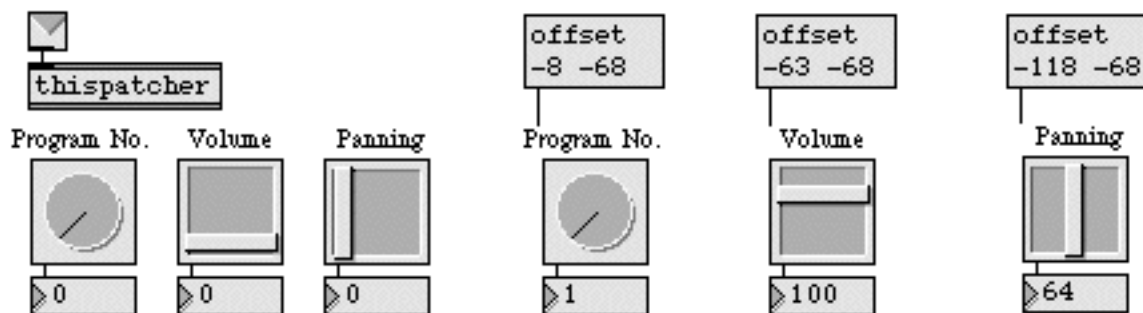 offset
-8 -68
offset
-63 -68
offset
-118 -68
thispatcher
Program No.
Volume
Panning
Program No.
Volume
Panning
0
0
0
1
100
64